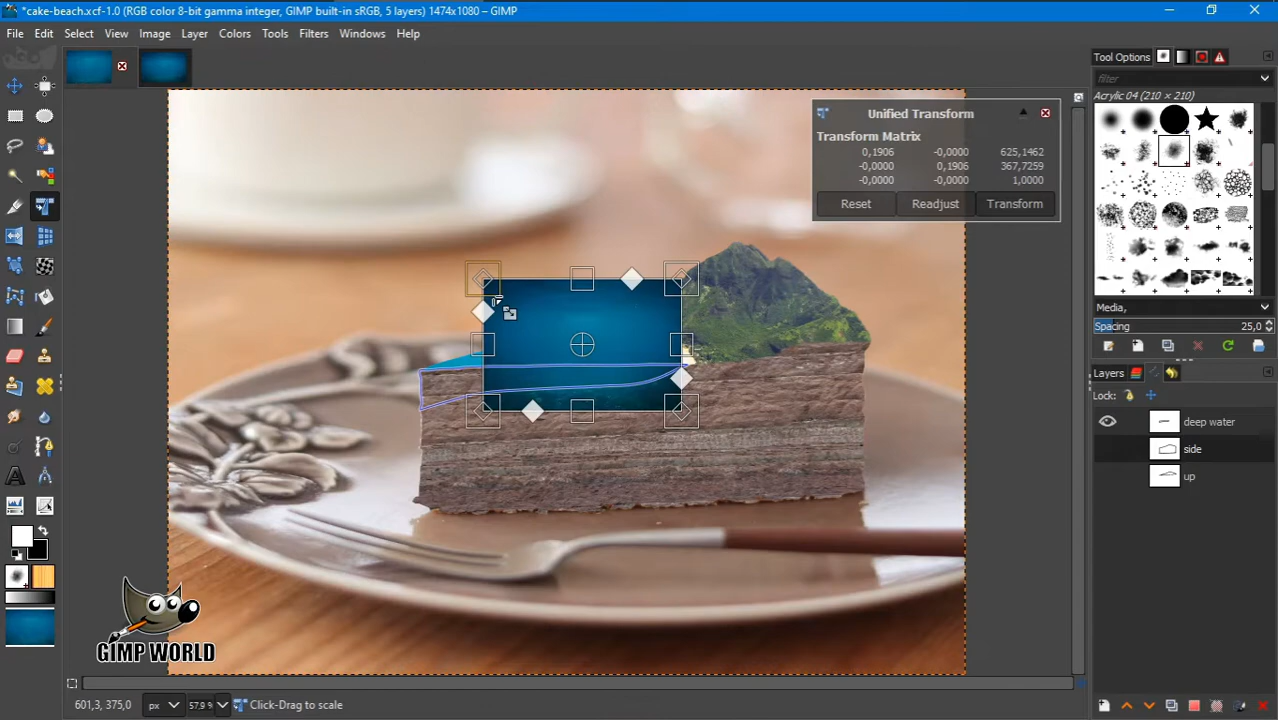 *cake-beach.xcf-1.0 (RGB color 8-bit gamma integer, GIMP built-in sRGB, 5 layers) 1474x1080 – GIMP
File Edit Select View Image Layer Colors Tools Filters Windows Help
Tool Options
filter
Acrylic 04 (210 × 210)
Unified Transform
Transform Matrix
0,1906 -0,0000 625,1462
-0,0000 0,1906 367,7259
-0,0000 -0,0000 1,0000
Reset Readjust Transform
Media,
Spacing 25,0
Layers
Lock:
deep water
side
up
GIMP WORLD
601,3, 375,0 px 57.9 % Click-Drag to scale